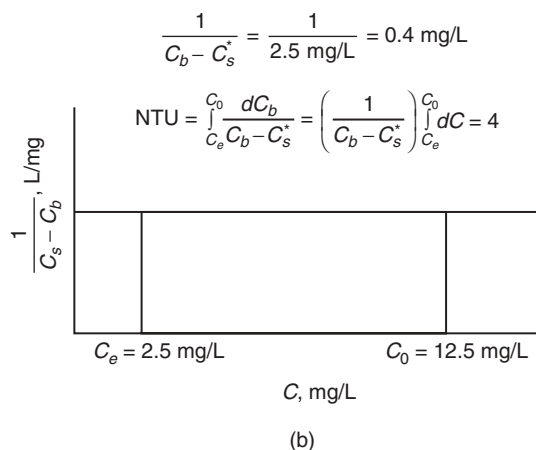 1/(C_b – C_s^*) = 1/(2.5 mg/L) = 0.4 mg/L
NTU = ∫_{C_e}^{C_0} dC_b/(C_b – C_s^*) = (1/(C_b – C_s^*)) ∫_{C_e}^{C_0} dC = 4
1/(C_s – C_b), L/mg
C_e = 2.5 mg/L C_0 = 12.5 mg/L
C, mg/L
(b)